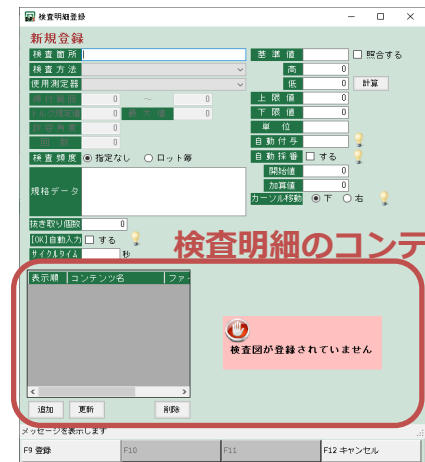 検査明細登録
新規登録
検査箇所
検査方法
使用測定器
0 ～ 0
0 最大値 0
0
回数 0
検査頻度 指定なし ロット毎
規格データ
抜き取り個数 0
[OK]自動入力 する
サイクルタイム 秒
基準値 0 照合する
高 0
低 0 計算
上限値 0
下限値 0
単位
自動付与
自動採番 する
開始値 0
加算値 0
カーソル移動 下 右
検査明細のコンテ
表示順 コンテンツ名 ファ
検査図が登録されていません
追加 更新 削除
メッセージを表示します
F9 登録 F10 F11 F12 キャンセル